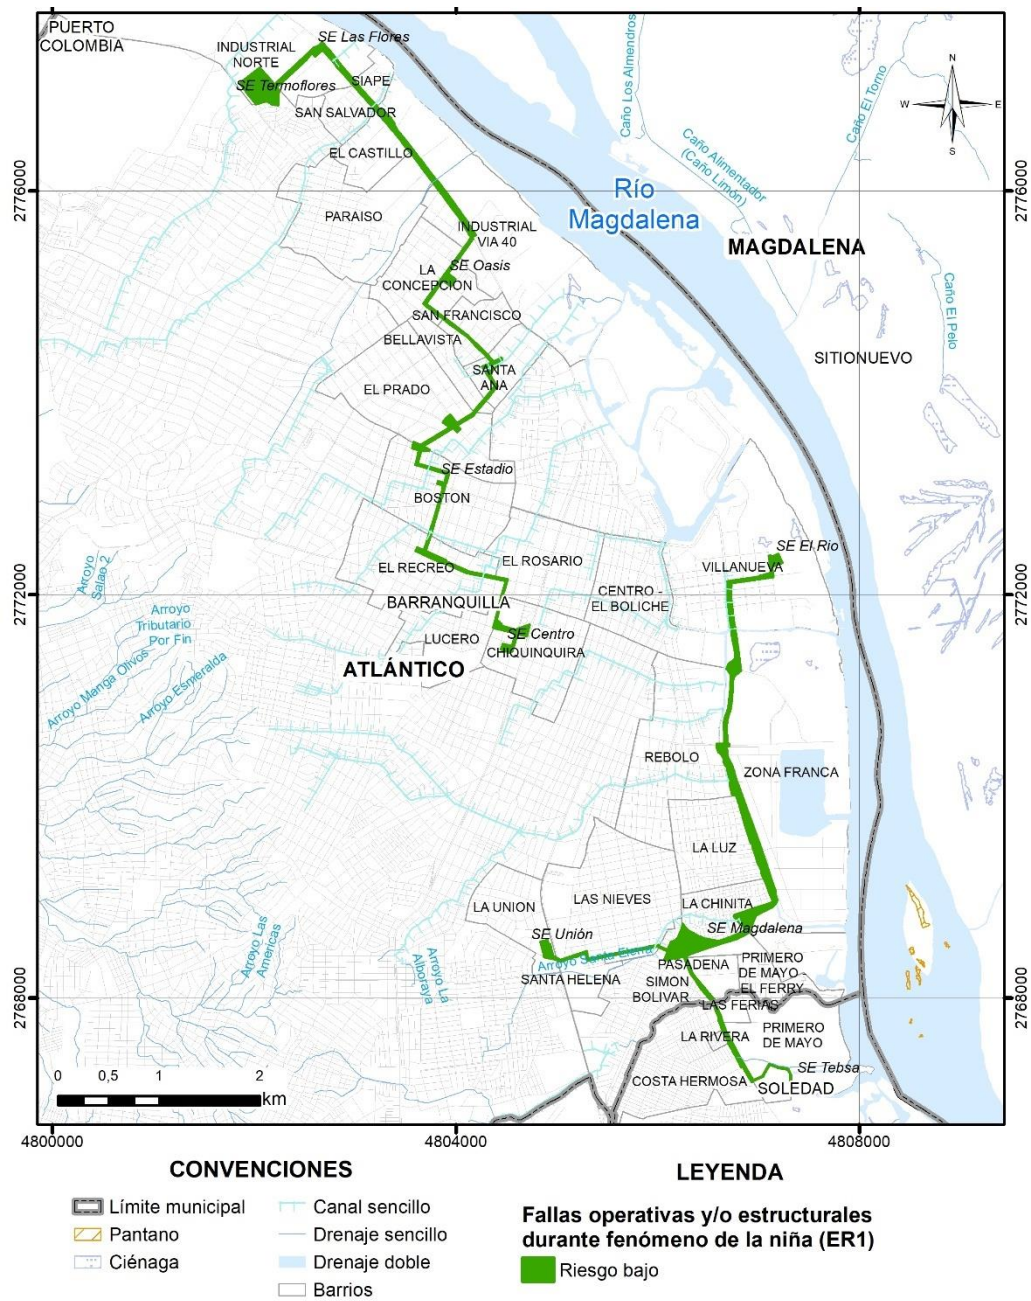 PUERTO
COLOMBIA
INDUSTRIAL
NORTE
SE Las Flores
SE Termoflores
SIAPE
SAN SALVADOR
EL CASTILLO
PARAISO
INDUSTRIAL
VIA 40
SE Oasis
LA
CONCEPCION
SAN FRANCISCO
BELLAVISTA
SANTA
ANA
EL PRADO
SE Estadio
BOSTON
EL RECREO
EL ROSARIO
BARRANQUILLA
LUCERO
SE Centro
CHIQUINQUIRA
ATLÁNTICO
CENTRO -
EL BOLICHE
VILLANUEVA
SE El Rio
REBOLO
ZONA FRANCA
LA LUZ
LAS NIEVES
LA UNION
LA CHINITA
SE Unión
SE Magdalena
Arroyo Santa Elena
SANTA HELENA
PASADENA
SIMON
BOLIVAR
PRIMERO
DE MAYO
EL FERRY
LAS FERIAS
LA RIVERA
PRIMERO
DE MAYO
COSTA HERMOSA
SE Tebsa
SOLEDAD
Río
Magdalena
MAGDALENA
SITIONUEVO
Caño Los Almendros
Caño Alimentador
(Caño Limón)
Caño El Torno
Caño El Pelo
Arroyo
Salao 2
Arroyo
Tributario
Por Fin
Arroyo Manga Olivos
Arroyo Esmeralda
Arroyo Las
Americas
Arroyo La
Alboraya
N
W
E
S
2776000
2776000
2772000
2772000
2768000
2768000
0 0,5 1 2
km
4800000
4804000
4808000
CONVENCIONES
Límite municipal
Pantano
Ciénaga
Canal sencillo
Drenaje sencillo
Drenaje doble
Barrios
LEYENDA
Fallas operativas y/o estructurales
durante fenómeno de la niña (ER1)
Riesgo bajo